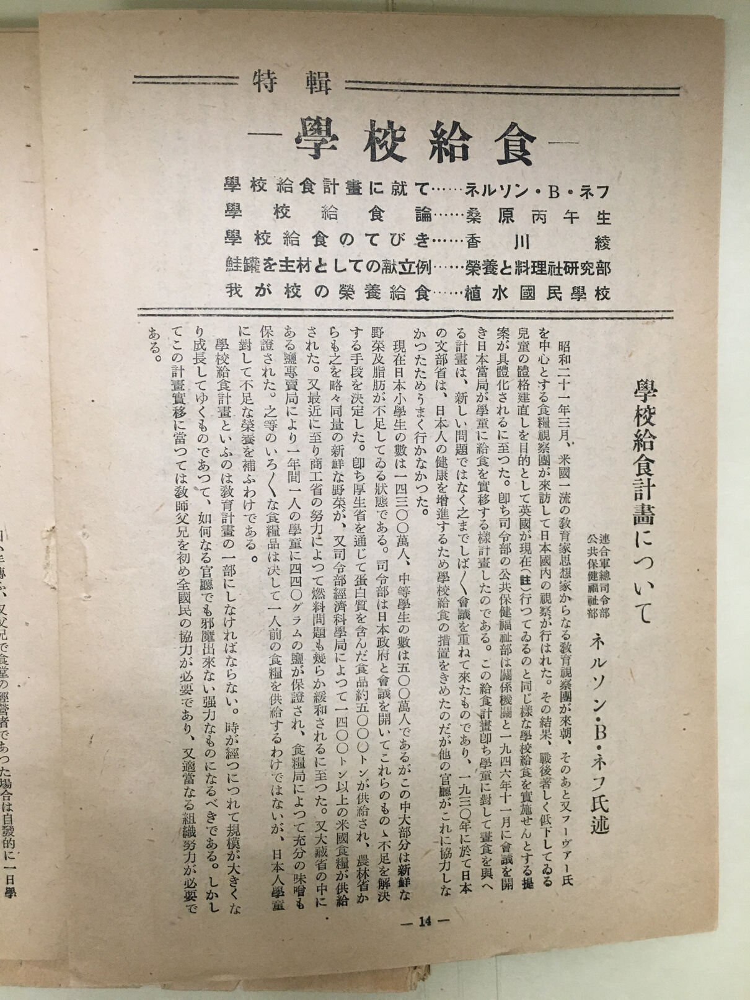 特輯
―學校給食―
學校給食計畫に就て……ネルソン・B・ネフ
學校給食論……桑原丙午生
學校給食のてびき……香川綾
鮭罐を主材としての献立例……榮養と料理社研究部
我が校の榮養給食……植水國民學校
學校給食計畫について
連合軍總司令部
公共保健福祉部
ネルソン・B・ネフ氏述
昭和二十一年三月、米國一流の敎育家思想家からなる敎育視察團が來朝、そのあと又フーヴァー氏
を中心とする食糧視察團が來訪して日本國內の視察が行はれた。その結果、戰後著しく低下してゐる
兒童の體格建直しを目的として英國が現在(註)行つてゐるのと同じ樣な學校給食を實施せんとする提
案が具體化されるに至つた。卽ち司令部の公共保健福祉部は關係機關と一九四六年十一月に會議を開
き日本當局が學童に給食を實移する樣計畫したのである。この給食計畫卽ち學童に對して晝食を與へ
る計畫は、新しい問題ではなく之までしば〱會議を重ねて來たものであり、一九三〇年に於て日本
の文部省は、日本人の健康を增進するため學校給食の措置をきめたのだが他の官廳がこれに協力しな
かつたためうまく行かなかつた。
現在日本小學生の數は一四三〇〇萬人、中等學生の數は五〇〇萬人であるがこの中大部分は新鮮な
野菜及脂肪が不足してゐる狀態である。司令部は日本政府と會議を開いてこれらのものゝ不足を解決
する手段を決定した。卽ち厚生省を通じて蛋白質を含んだ食品約五〇〇〇トンが供給され、農林省か
らも之を略々同量の新鮮な野菜が、又司令部經濟科學局によつて一四〇〇トン以上の米國食糧が供給
された。又最近に至り商工省の努力によつて燃料問題も幾らか緩和されるに至つた。又大藏省の中に
ある鹽專賣局により一年間一人の學童に四四〇グラムの鹽が保證され、食糧局によつて充分の味噌も
保證された。之等のいろ〱な食糧品は決して一人前の食糧を供給するわけではないが、日本人學童
に對して不足な榮養を補ふわけである。
學校給食計畫といふのは敎育計畫の一部にしなければならない。時が經つにつれて規模が大きくな
り成長してゆくものであつて、如何なる官廳でも邪魔出來ない强力なものになるべきである。しかし
てこの計畫實移に當つては敎師父兄を初め全國民の協力が必要であり、又適當なる組織努力が必要で
ある。
―14―
又父兄で食堂の經營者であつた場合は自發的に一日學